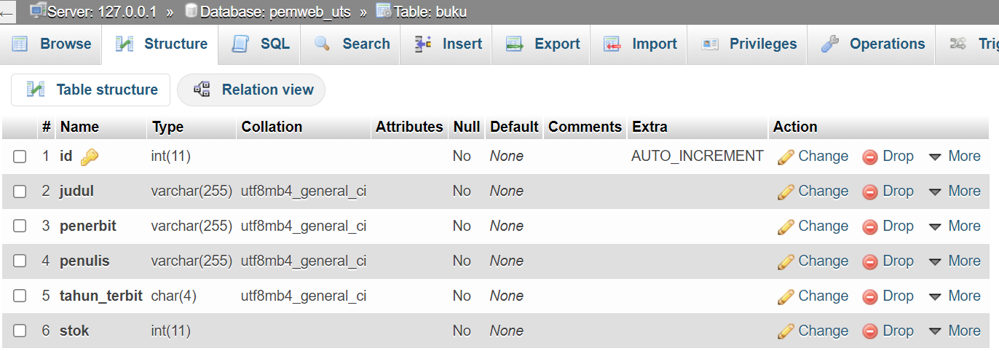 ← Server: 127.0.0.1 » Database: pemweb_uts » Table: buku
Browse Structure SQL Search Insert Export Import Privileges Operations Trig
Table structure Relation view
# Name Type Collation Attributes Null Default Comments Extra Action
1 id int(11) No None AUTO_INCREMENT Change Drop More
2 judul varchar(255) utf8mb4_general_ci No None Change Drop More
3 penerbit varchar(255) utf8mb4_general_ci No None Change Drop More
4 penulis varchar(255) utf8mb4_general_ci No None Change Drop More
5 tahun_terbit char(4) utf8mb4_general_ci No None Change Drop More
6 stok int(11) No None Change Drop More